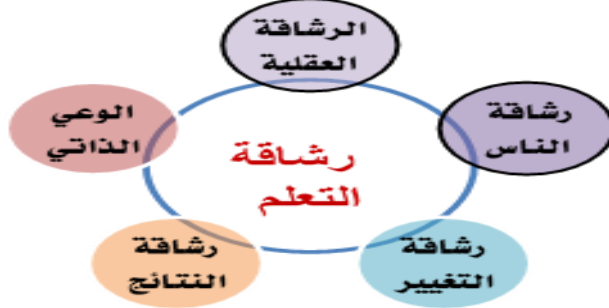 الرشاقة
العقلية
رشاقة
الناس
رشاقة
التغيير
رشاقة
النتائج
الوعي
الذاتي
رشاقة
التعلم